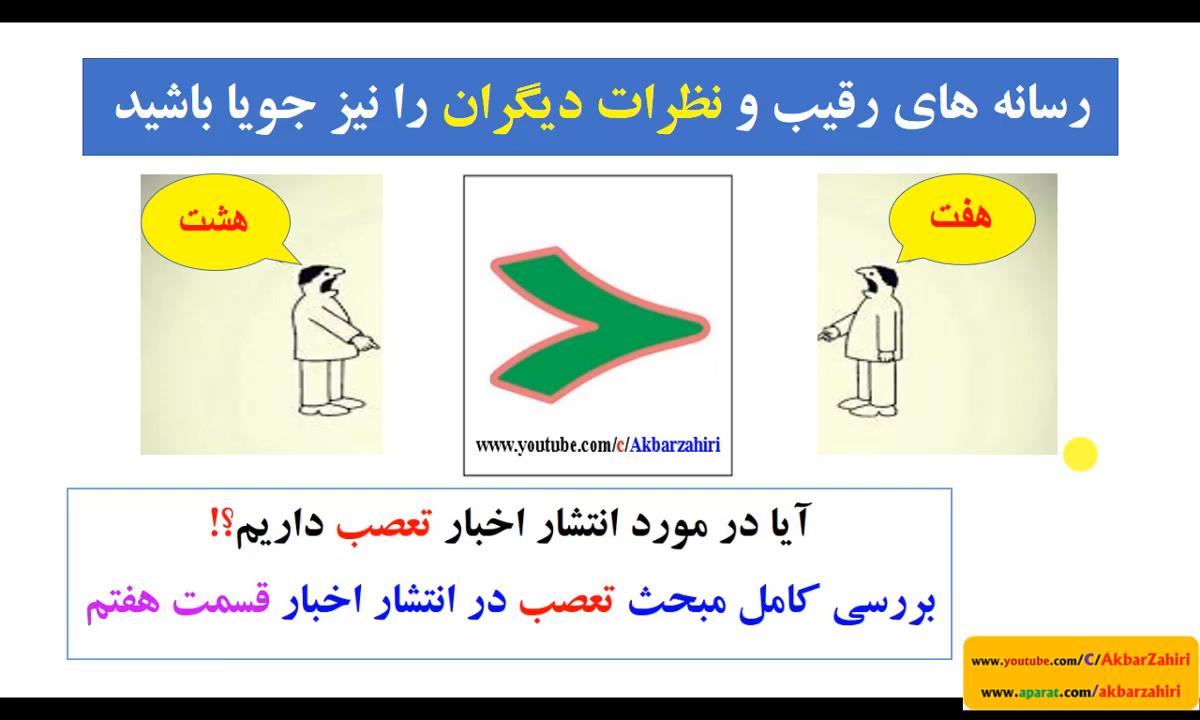 رسانه های رقیب و نظرات دیگران را نیز جویا باشید
هفت
هشت
www.youtube.com/c/Akbarzahiri
آیا در مورد انتشار اخبار تعصب داریم؟!
بررسی کامل مبحث تعصب در انتشار اخبار قسمت هفتم
www.youtube.com/C/AkbarZahiri
www.aparat.com/akbarzahiri